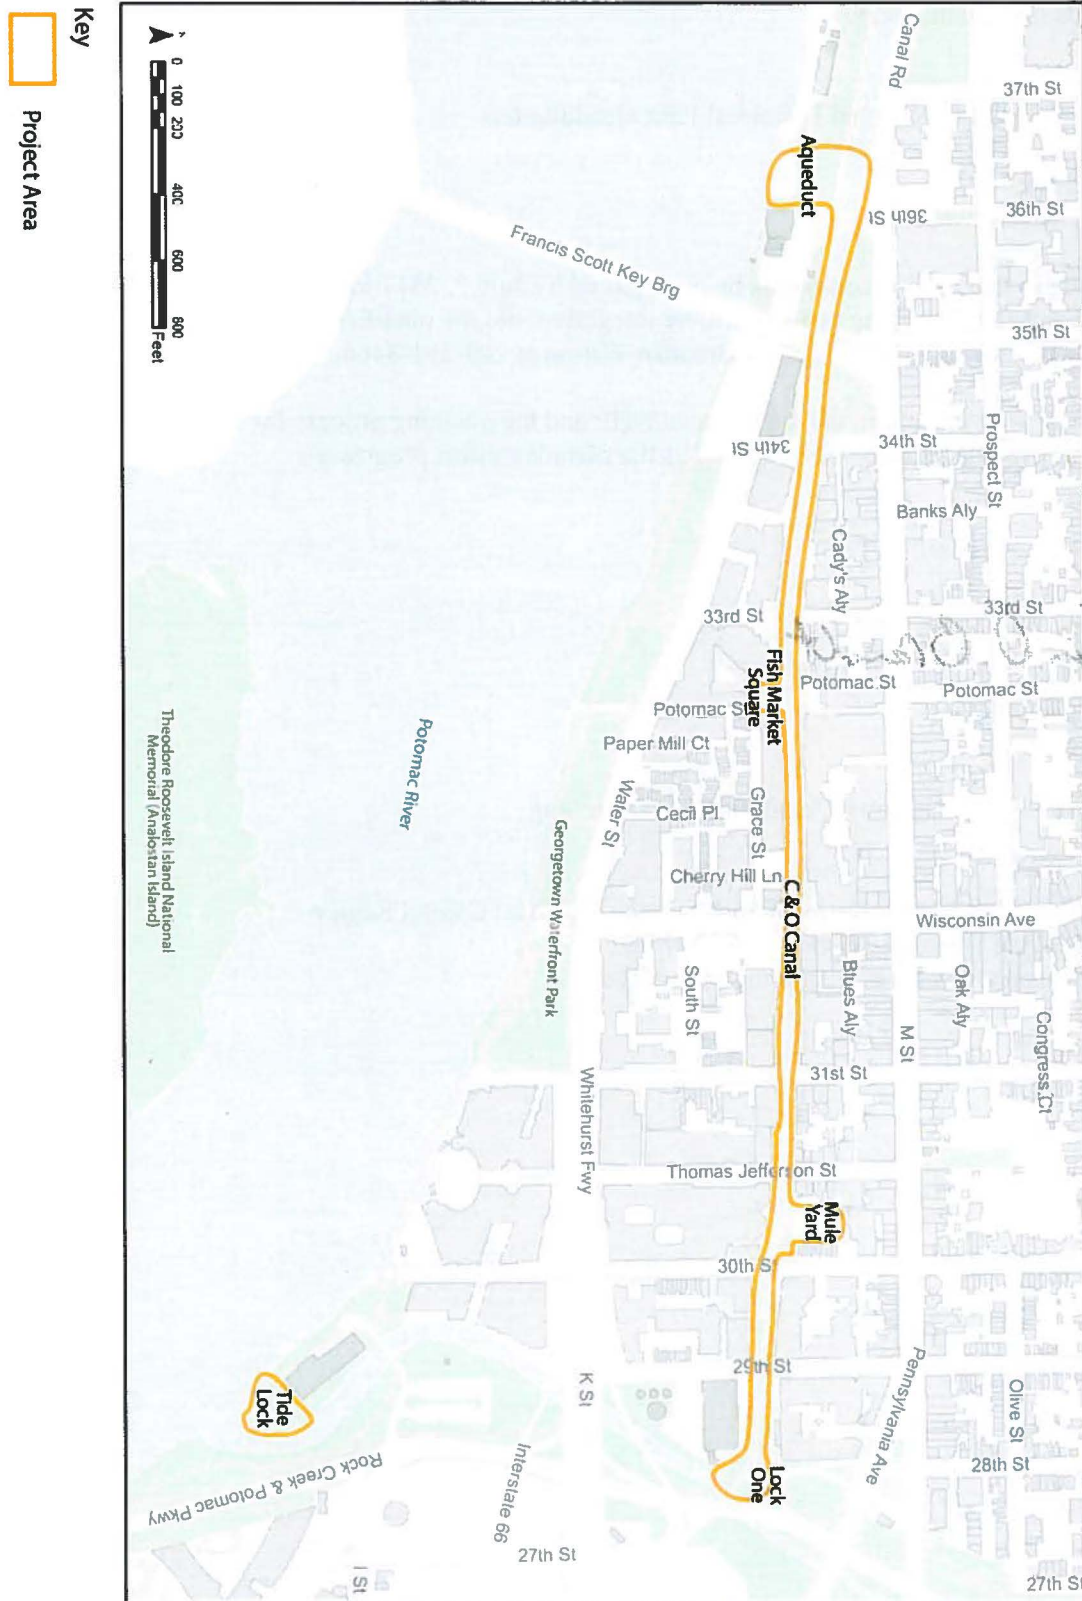 Key
Project Area
0 100 200 400 600 800
Feet
Canal Rd
37th St
Aqueduct
36th St
36th St
Francis Scott Key Brg
35th St
34th St
34th St
Prospect St
Banks Aly
Cady's Aly
33rd St
33rd St
Fish Market
Square
Potomac St
Potomac St
Potomac St
Paper Mill Ct
Potomac River
Theodore Roosevelt Island National
Memorial (Analostan Island)
Water St
Cecil Pl
Grace St
Georgetown Waterfront Park
Cherry Hill Ln
C & O Canal
Wisconsin Ave
South St
Blues Aly
Oak Aly
M St
Congress Ct
31st St
Whitehurst Fwy
Thomas Jefferson St
Mule
Yard
30th St
29th St
Pennsylvania Ave
Olive St
K St
Tide
Lock
28th St
Lock
One
Rock Creek & Potomac Pkwy
Interstate 66
27th St
27th St
I St